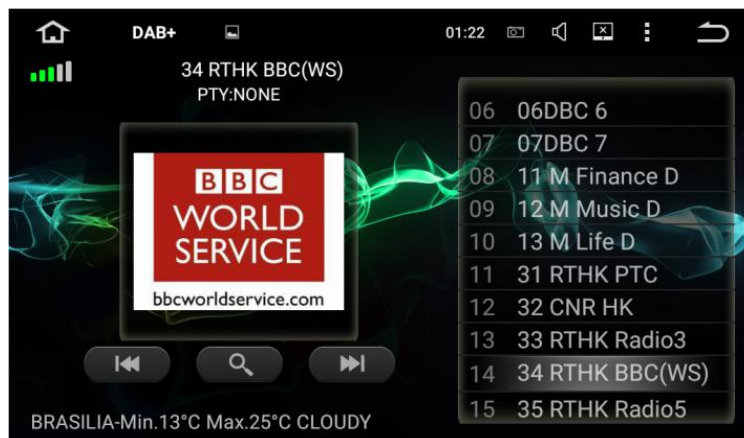 DAB+
01:22
34 RTHK BBC(WS)
PTY:NONE
BBC
WORLD
SERVICE
bbcworldservice.com
06 06DBC 6
07 07DBC 7
08 11 M Finance D
09 12 M Music D
10 13 M Life D
11 31 RTHK PTC
12 32 CNR HK
13 33 RTHK Radio3
14 34 RTHK BBC(WS)
15 35 RTHK Radio5
BRASILIA-Min.13°C Max.25°C CLOUDY